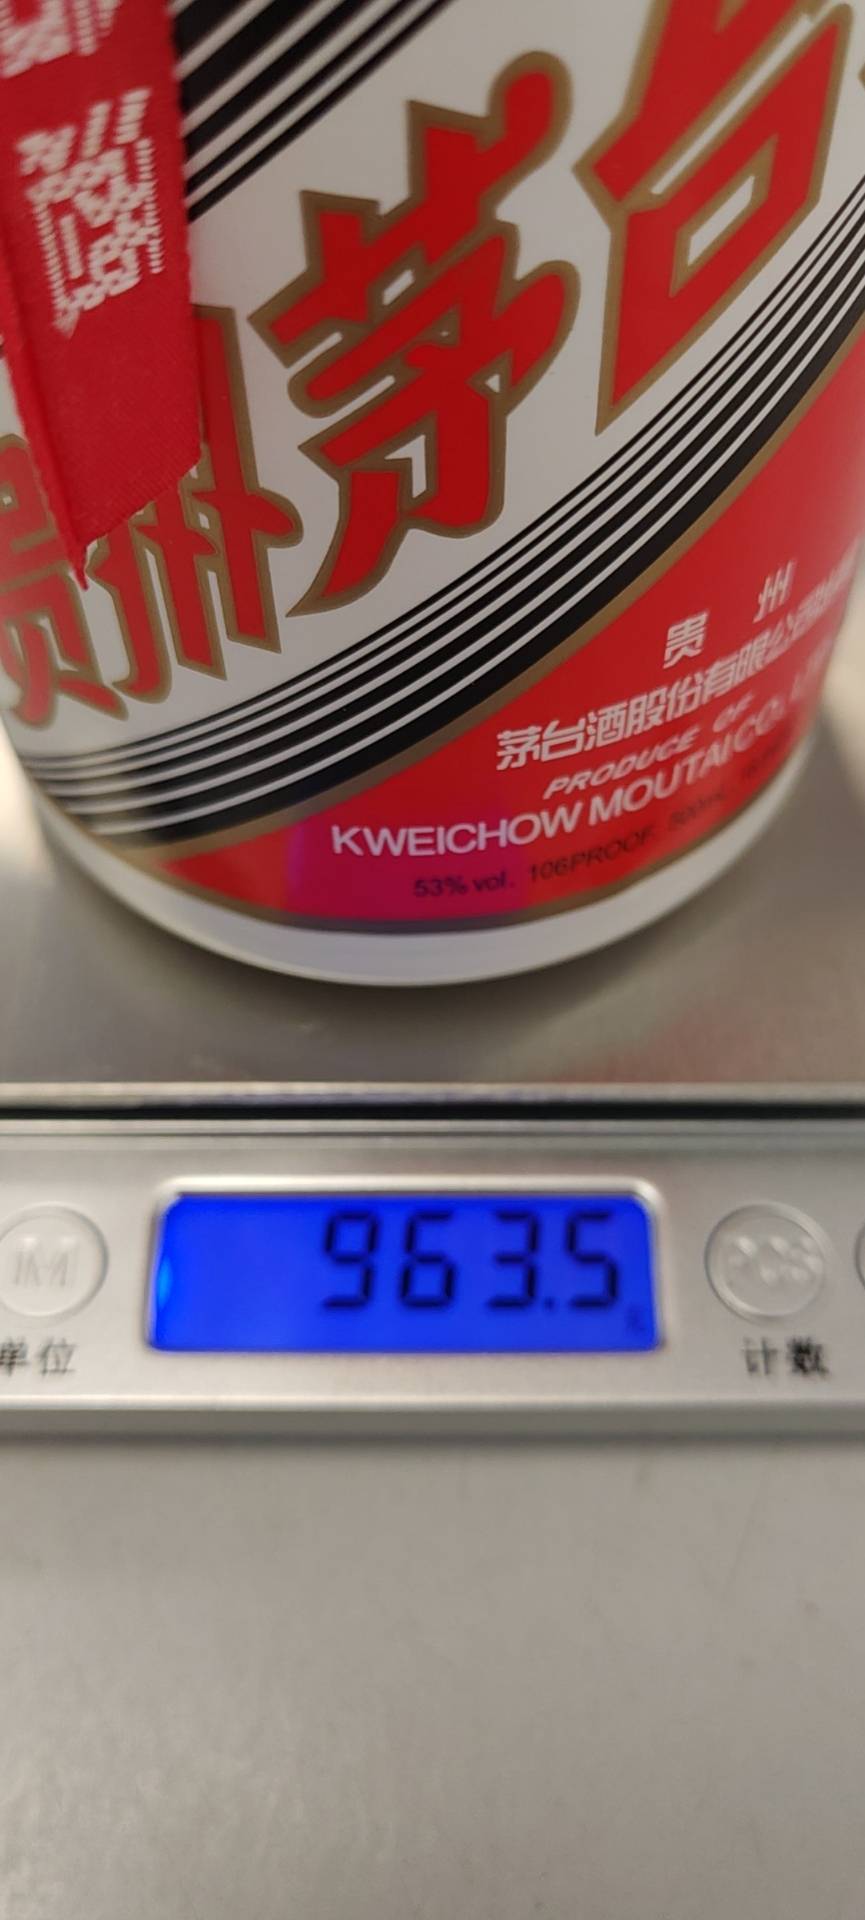 贵州茅台
贵州
茅台酒股份有限公司
PRODUCE OF
KWEICHOW MOUTAI CO.,
53% vol. 106PROOF. 500mL
963.5
单位
计数